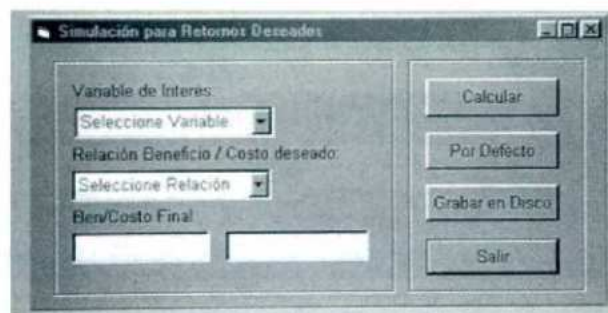 Simulación para Retornos Deseados
Variable de Interés:
Seleccione Variable
Relación Beneficio / Costo deseado:
Seleccione Relación
Ben/Costo Final
Calcular
Por Defecto
Grabar en Disco
Salir